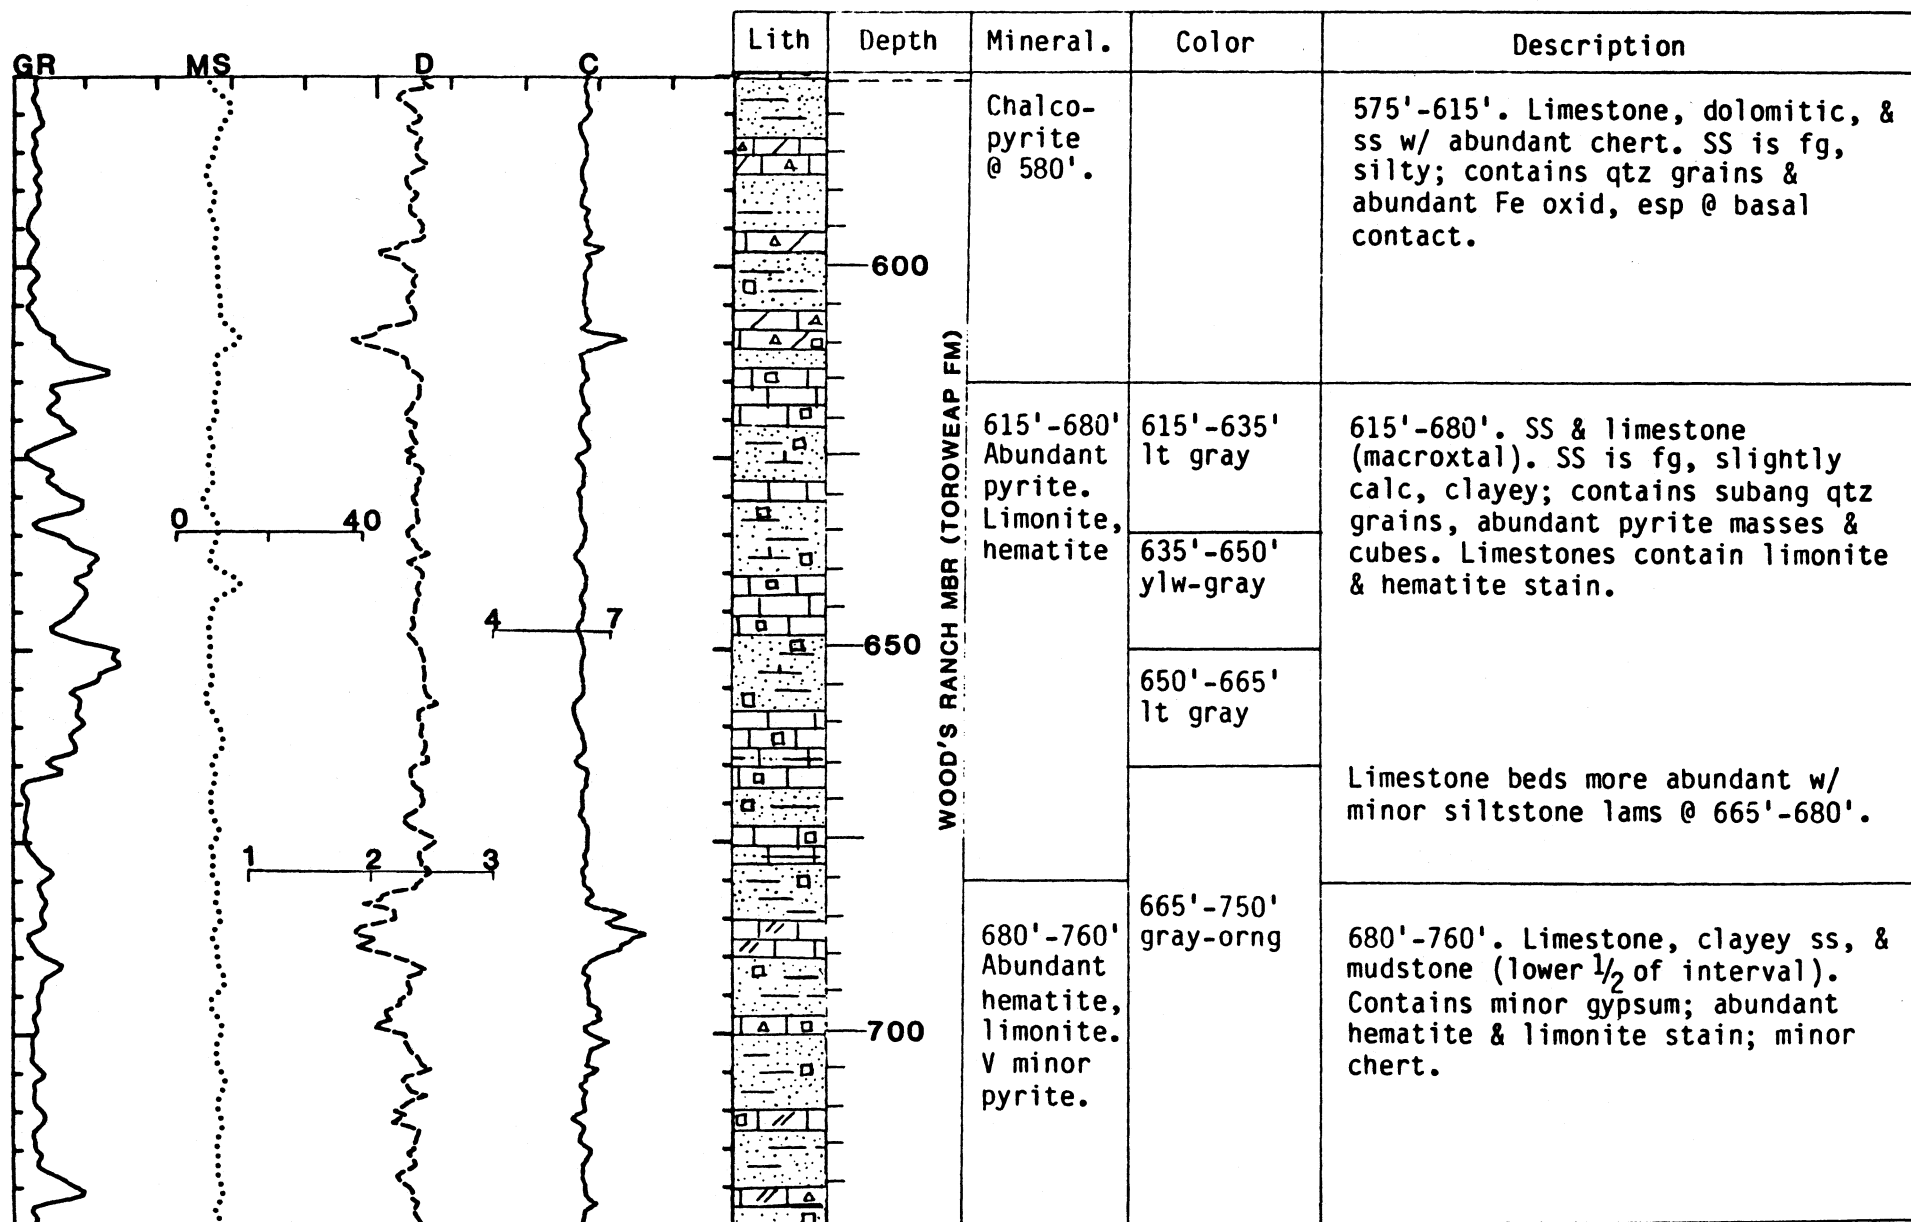 GR MS D C Lith Depth Mineral. Color Description
Chalco-
pyrite
@ 580'.
575'-615'. Limestone, dolomitic, &
ss w/ abundant chert. SS is fg,
silty; contains qtz grains &
abundant Fe oxid, esp @ basal
contact.
600
WOOD'S RANCH MBR (TOROWEAP FM)
615'-680'
Abundant
pyrite.
Limonite,
hematite
615'-635'
lt gray
615'-680'. SS & limestone
(macroxtal). SS is fg, slightly
calc, clayey; contains subang qtz
grains, abundant pyrite masses &
cubes. Limestones contain limonite
& hematite stain.
0 40
635'-650'
ylw-gray
4 7
650
650'-665'
lt gray
Limestone beds more abundant w/
minor siltstone lams @ 665'-680'.
1 2 3
665'-750'
gray-orng
680'-760'
Abundant
hematite,
limonite.
V minor
pyrite.
680'-760'. Limestone, clayey ss, &
mudstone (lower 1/2 of interval).
Contains minor gypsum; abundant
hematite & limonite stain; minor
chert.
700